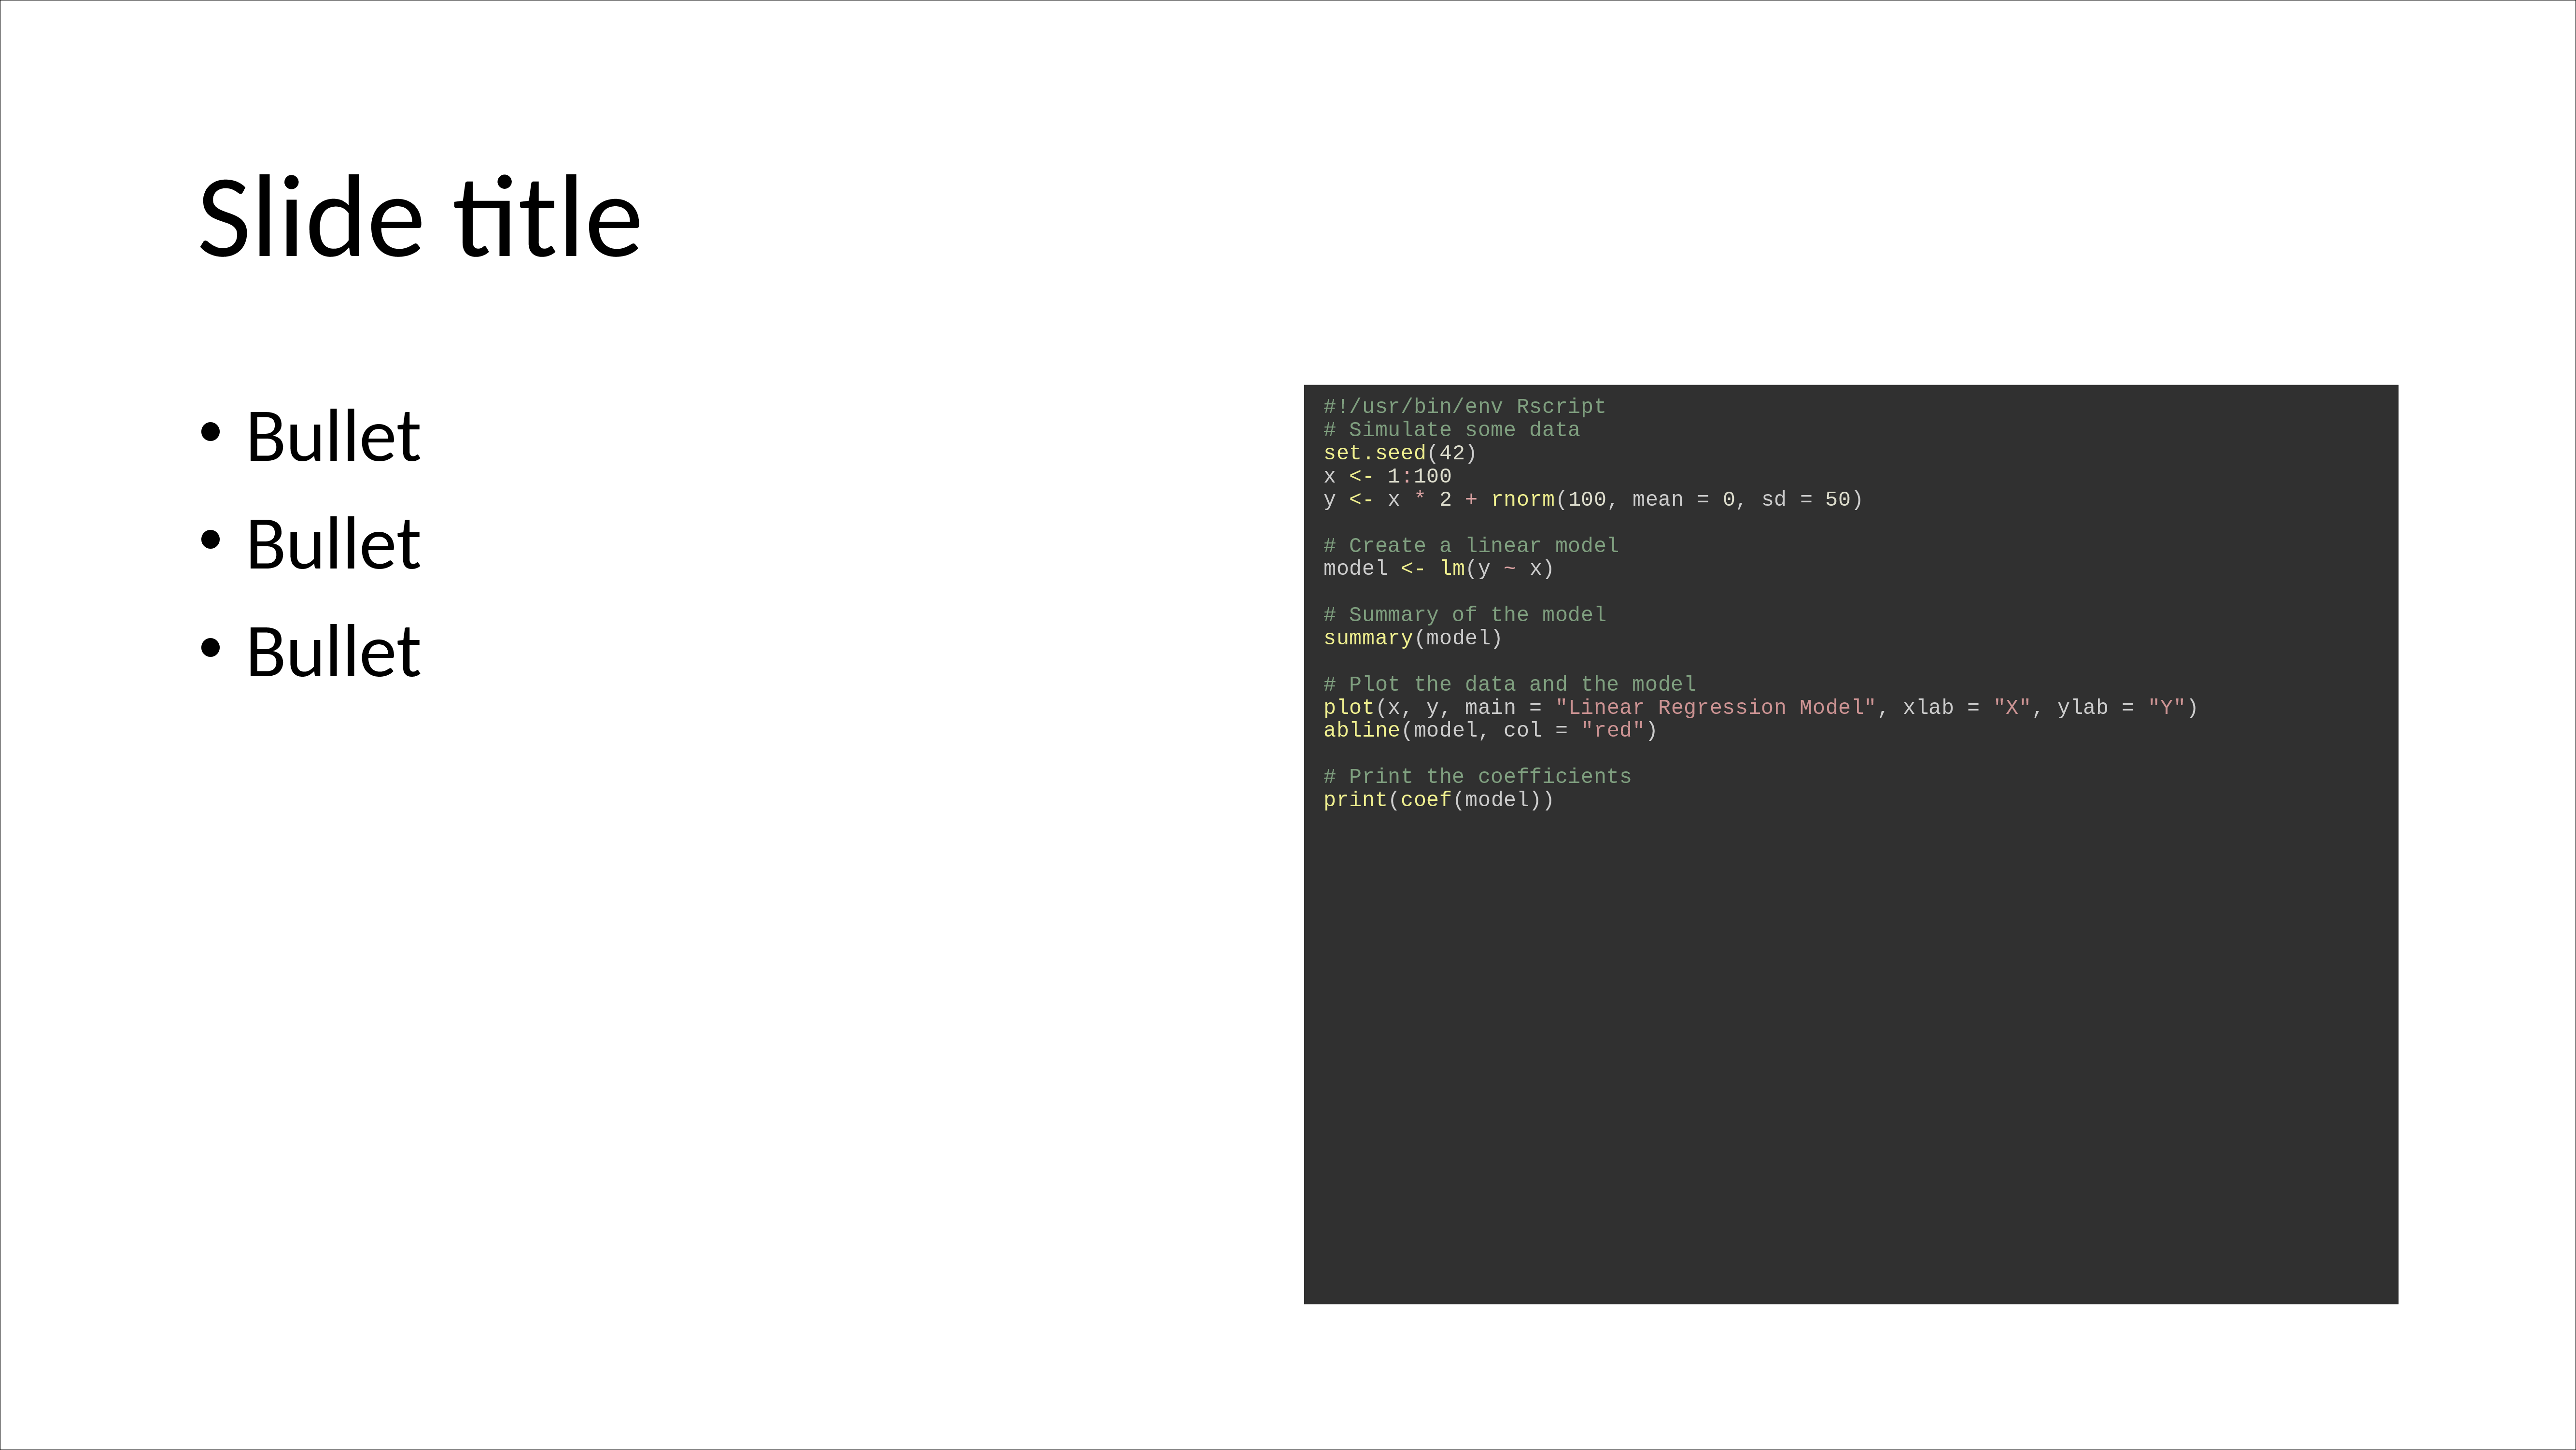 Slide title
• Bullet
• Bullet
• Bullet
#!/usr/bin/env Rscript
# Simulate some data
set.seed(42)
x <- 1:100
y <- x * 2 + rnorm(100, mean = 0, sd = 50)

# Create a linear model
model <- lm(y ~ x)

# Summary of the model
summary(model)

# Plot the data and the model
plot(x, y, main = "Linear Regression Model", xlab = "X", ylab = "Y")
abline(model, col = "red")

# Print the coefficients
print(coef(model))